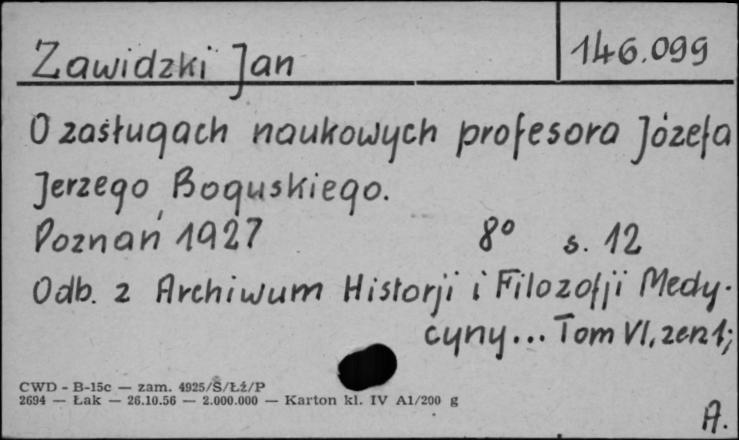 Zawidzki Jan
146.099
O zasługach naukowych profesora Józefa
Jerzego Boguskiego.
Poznań 1927 8° s. 12
Odb. z Archiwum Historji i Filozofji Medy-
cyny... Tom VI, 1;
CWD - B-15c — zam. 4925/S/Łź/P
2694 — Łak — 26.10.56 — 2.000.000 — Karton kl. IV A1/200 g
A.